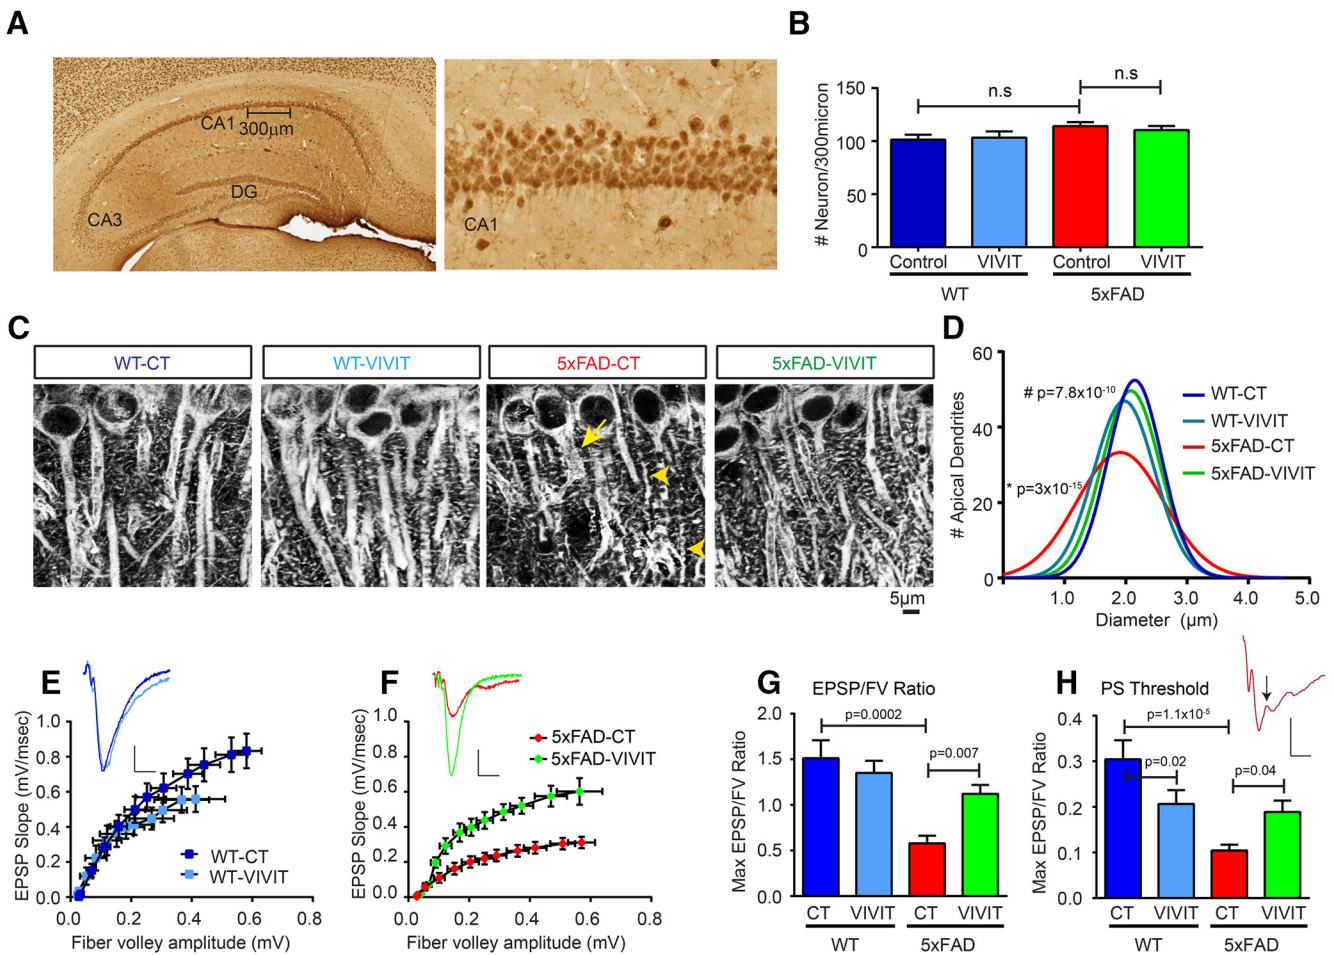 A
CA1
300µm
DG
CA3
CA1
B
# Neuron/300micron
150
100
50
0
n.s
n.s
Control
VIVIT
Control
VIVIT
WT
5xFAD
C
WT-CT
WT-VIVIT
5xFAD-CT
5xFAD-VIVIT
5µm
D
# Apical Dendrites
60
40
20
0
# p=7.8x10-10
* p=3x10-15
WT-CT
WT-VIVIT
5xFAD-CT
5xFAD-VIVIT
1.0
2.0
3.0
4.0
5.0
Diameter (µm)
E
EPSP Slope (mV/msec)
1.0
0.8
0.6
0.4
0.2
0.0
WT-CT
WT-VIVIT
0.0
0.2
0.4
0.6
0.8
Fiber volley amplitude (mV)
F
EPSP Slope (mV/msec)
1.0
0.8
0.6
0.4
0.2
0.0
5xFAD-CT
5xFAD-VIVIT
0.0
0.2
0.4
0.6
0.8
Fiber volley amplitude (mV)
G
EPSP/FV Ratio
Max EPSP/FV Ratio
2.0
1.5
1.0
0.5
0.0
p=0.0002
p=0.007
CT
VIVIT
CT
VIVIT
WT
5xFAD
H
PS Threshold
Max EPSP/FV Ratio
0.4
0.3
0.2
0.1
0.0
p=1.1x10-5
p=0.02
p=0.04
CT
VIVIT
CT
VIVIT
WT
5xFAD